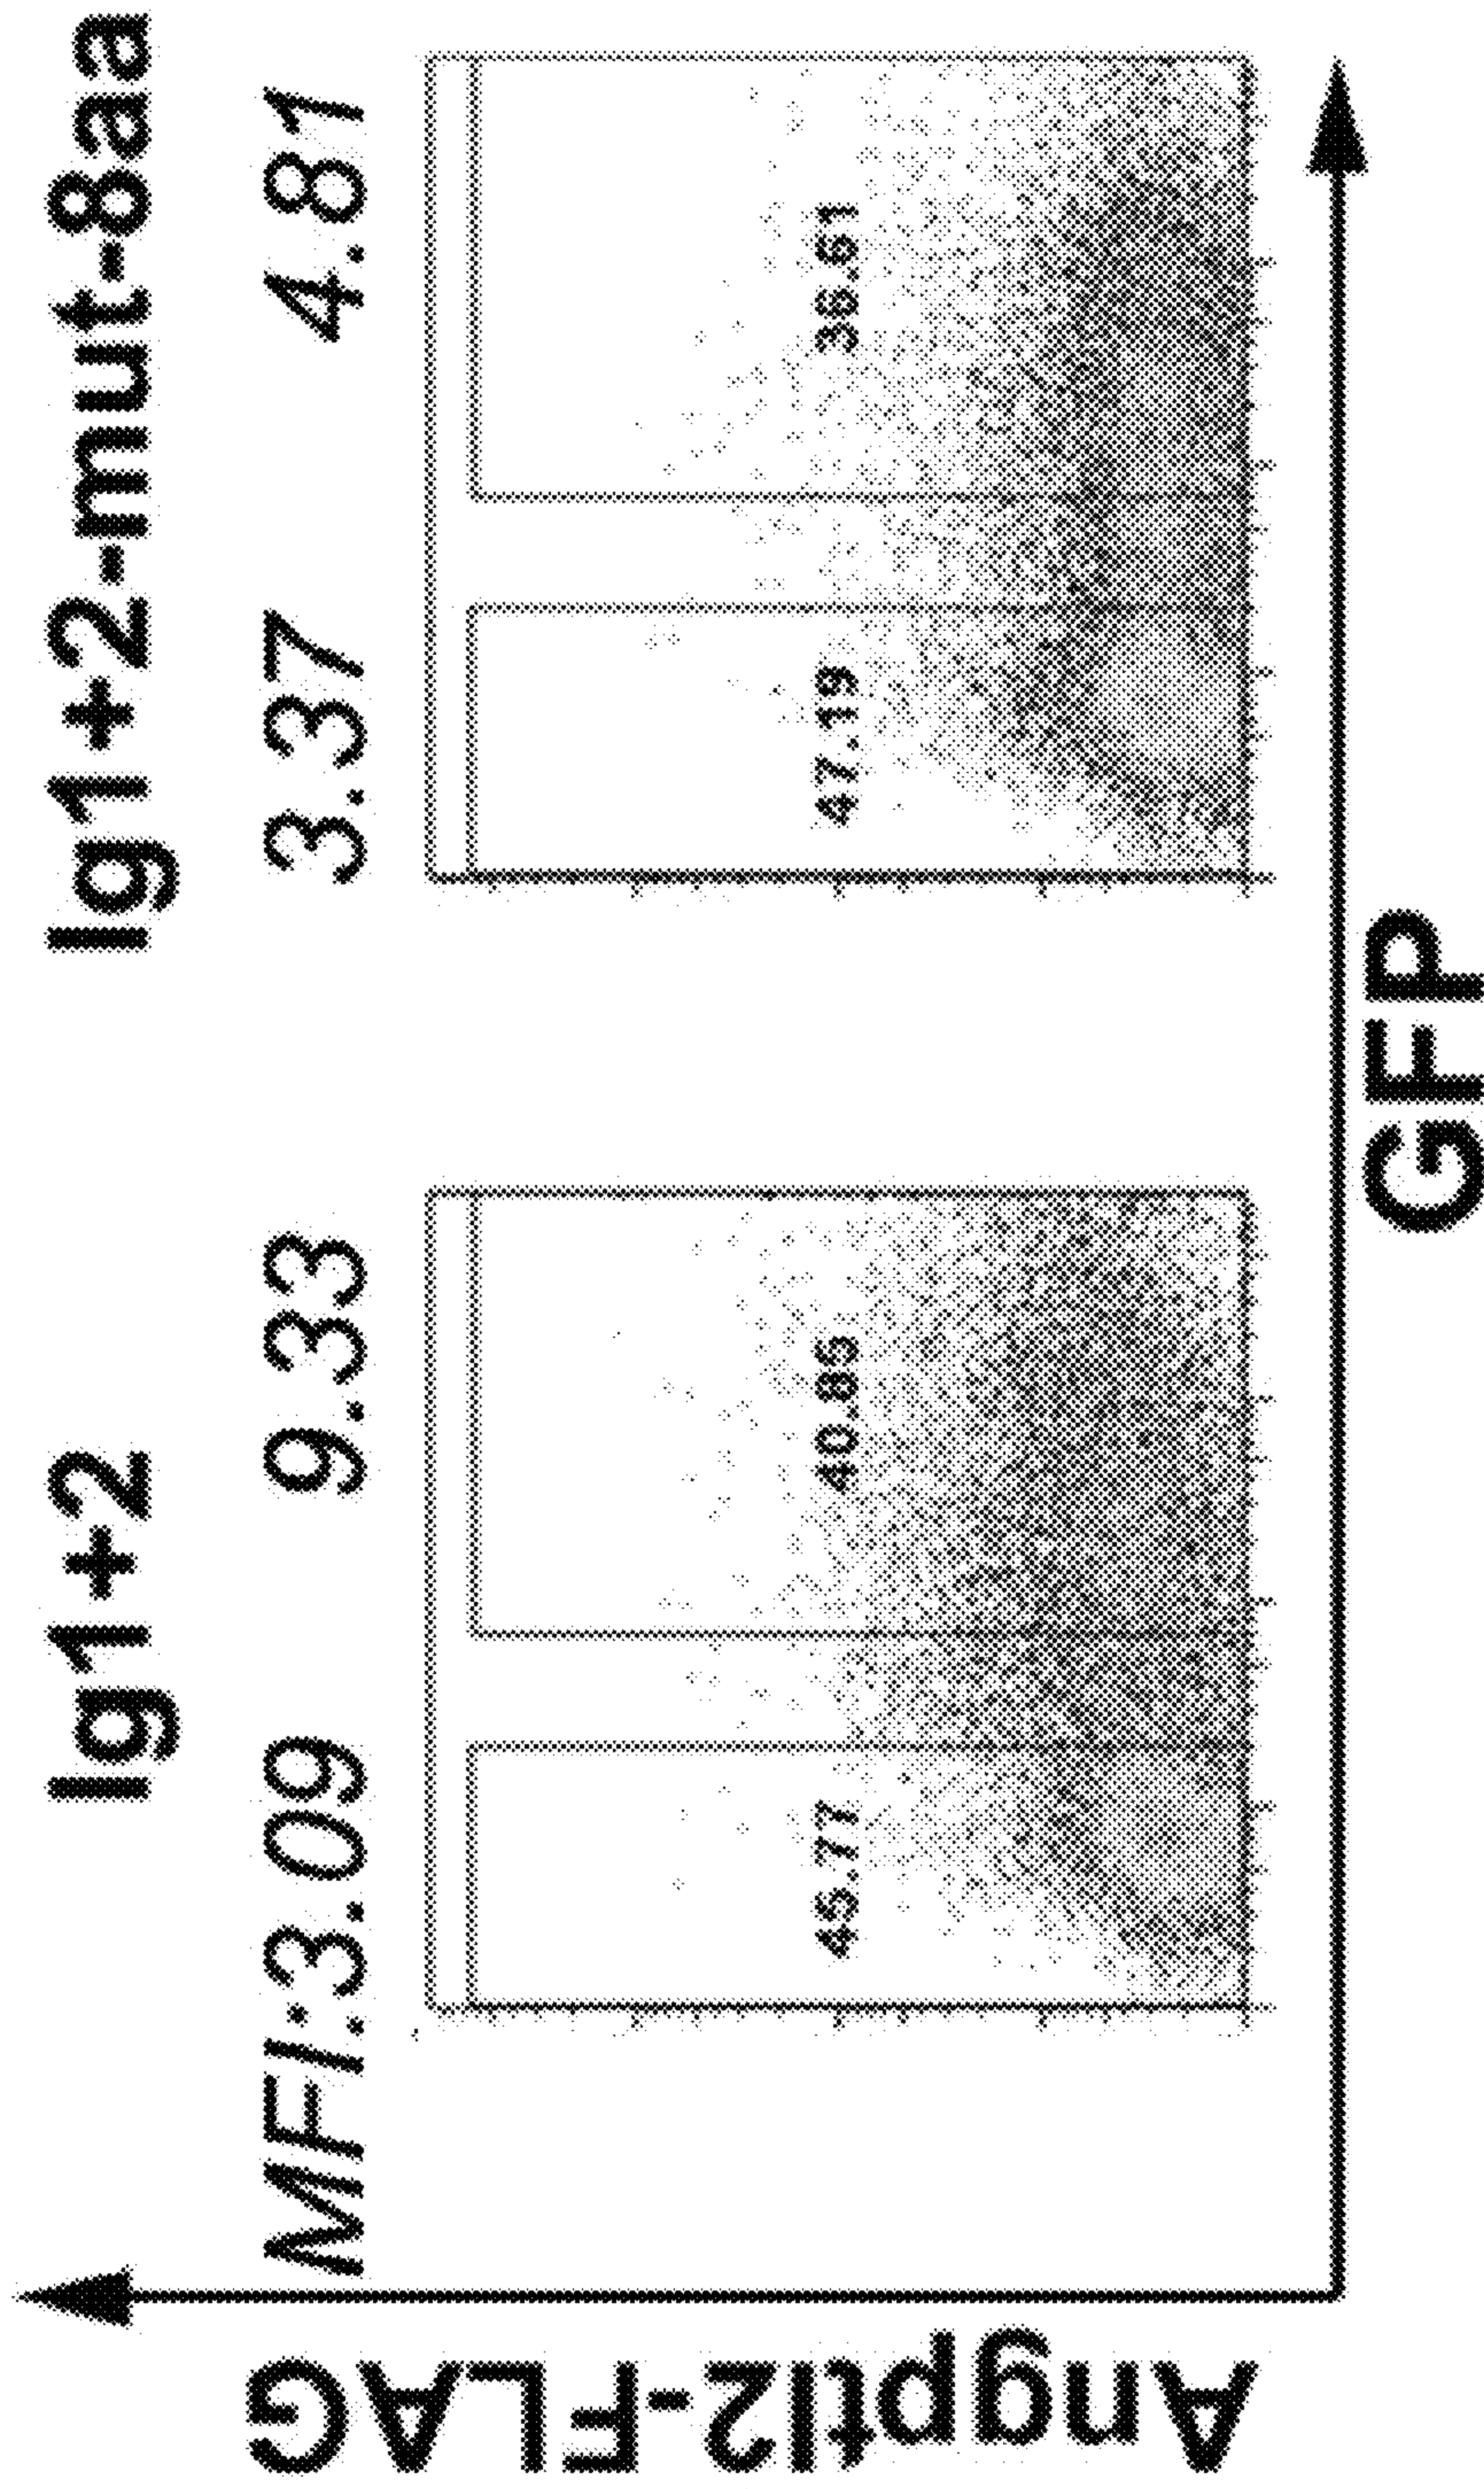 Ig1+2
Ig1+2-mut-8aa
MFI:3.09
9.33
3.37
4.81
45.77
40.85
47.19
36.61
Angptl2-FLAG
GFP